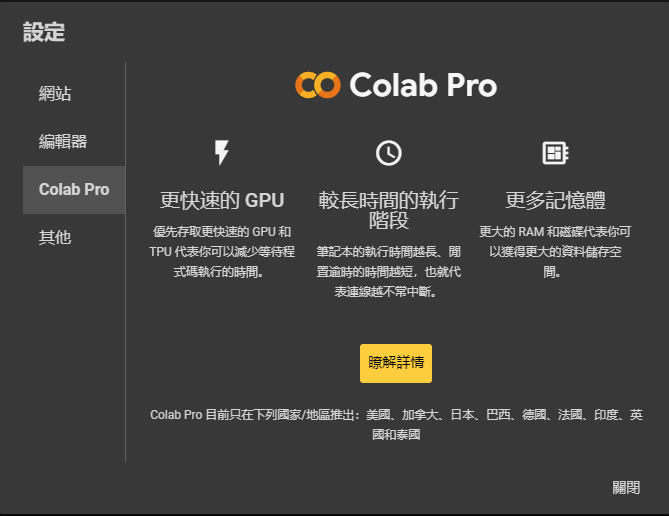 設定
網站
編輯器
Colab Pro
其他
Colab Pro
更快速的 GPU
優先存取更快速的 GPU 和
TPU 代表你可以減少等待程
式碼執行的時間。
較長時間的執行
階段
筆記本的執行時間越長、閒
置逾時的時間越短，也就代
表連線越不常中斷。
更多記憶體
更大的 RAM 和磁碟代表你可
以獲得更大的資料儲存空
間。
瞭解詳情
Colab Pro 目前只在下列國家/地區推出：美國、加拿大、日本、巴西、德國、法國、印度、英
國和泰國
關閉